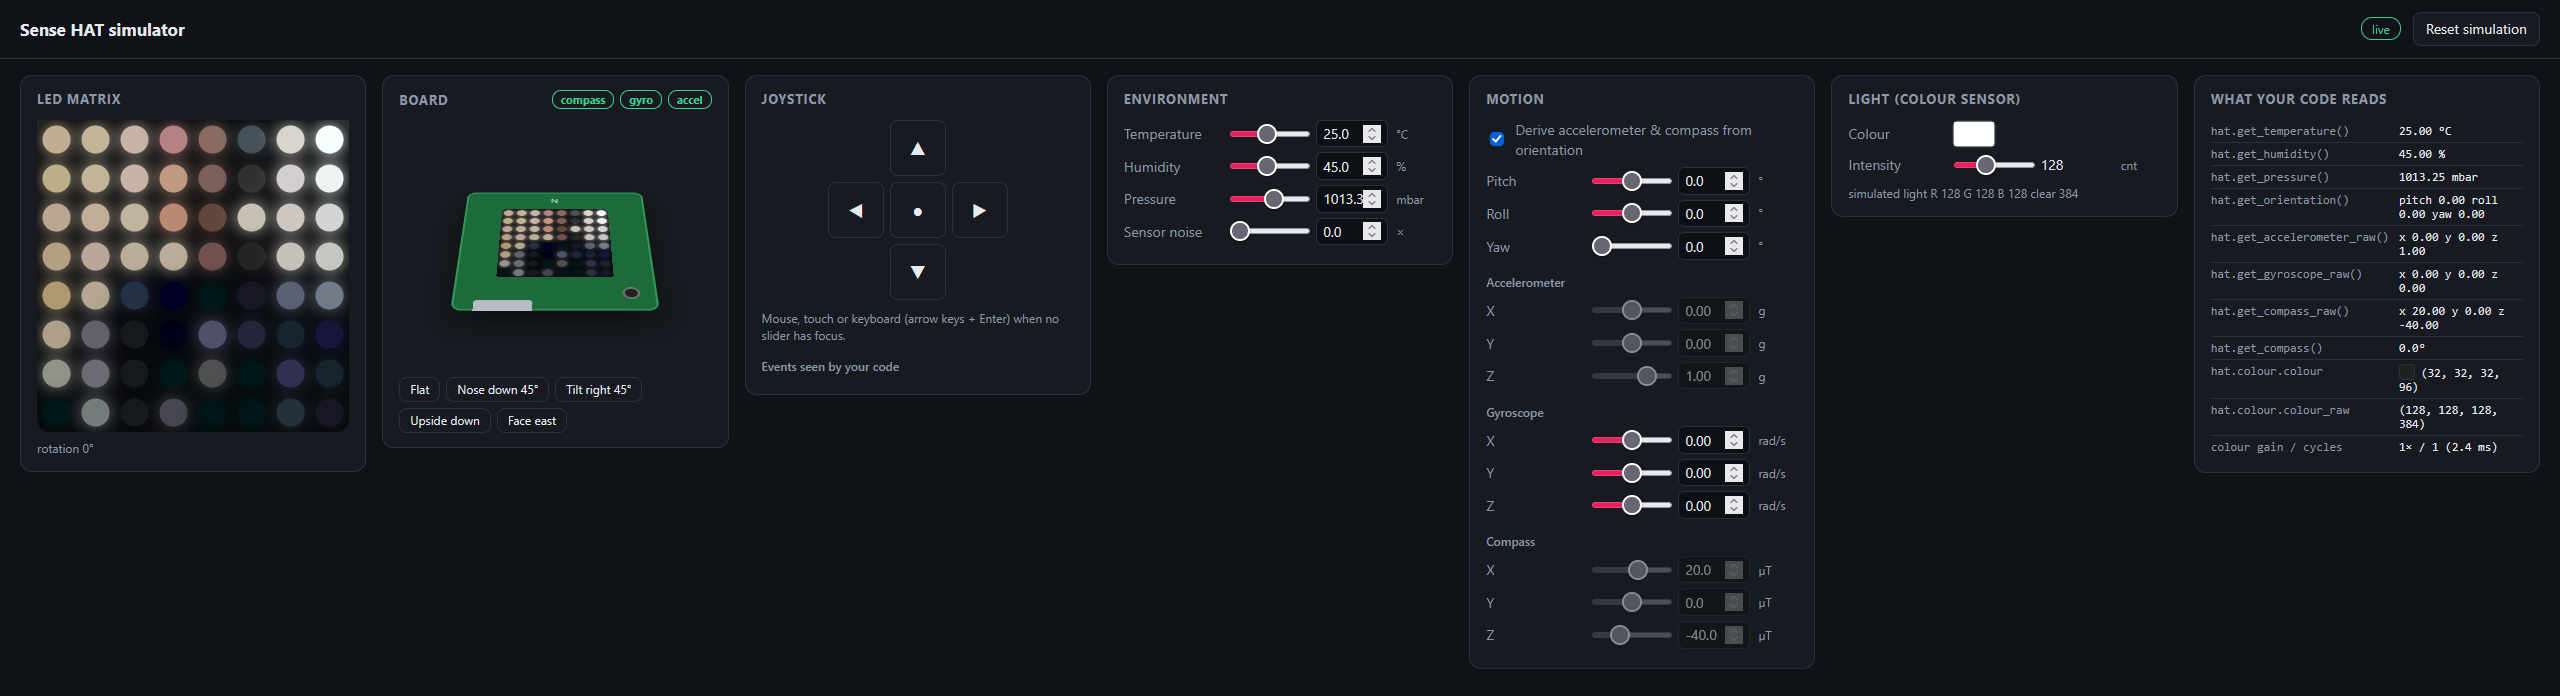 Sense HAT simulator
live
Reset simulation
LED MATRIX
rotation 0°
BOARD
compass
gyro
accel
N
Flat
Nose down 45°
Tilt right 45°
Upside down
Face east
JOYSTICK
Mouse, touch or keyboard (arrow keys + Enter) when no
slider has focus.
Events seen by your code
ENVIRONMENT
Temperature 25.0 °C
Humidity 45.0 %
Pressure 1013.3 mbar
Sensor noise 0.0 ×
MOTION
Derive accelerometer & compass from
orientation
Pitch 0.0 °
Roll 0.0 °
Yaw 0.0 °
Accelerometer
X 0.00 g
Y 0.00 g
Z 1.00 g
Gyroscope
X 0.00 rad/s
Y 0.00 rad/s
Z 0.00 rad/s
Compass
X 20.0 µT
Y 0.0 µT
Z -40.0 µT
LIGHT (COLOUR SENSOR)
Colour
Intensity 128 cnt
simulated light R 128 G 128 B 128 clear 384
WHAT YOUR CODE READS
hat.get_temperature() 25.00 °C
hat.get_humidity() 45.00 %
hat.get_pressure() 1013.25 mbar
hat.get_orientation() pitch 0.00 roll
0.00 yaw 0.00
hat.get_accelerometer_raw() x 0.00 y 0.00 z
1.00
hat.get_gyroscope_raw() x 0.00 y 0.00 z
0.00
hat.get_compass_raw() x 20.00 y 0.00 z
-40.00
hat.get_compass() 0.0°
hat.colour.colour (32, 32, 32,
96)
hat.colour.colour_raw (128, 128, 128,
384)
colour gain / cycles 1× / 1 (2.4 ms)